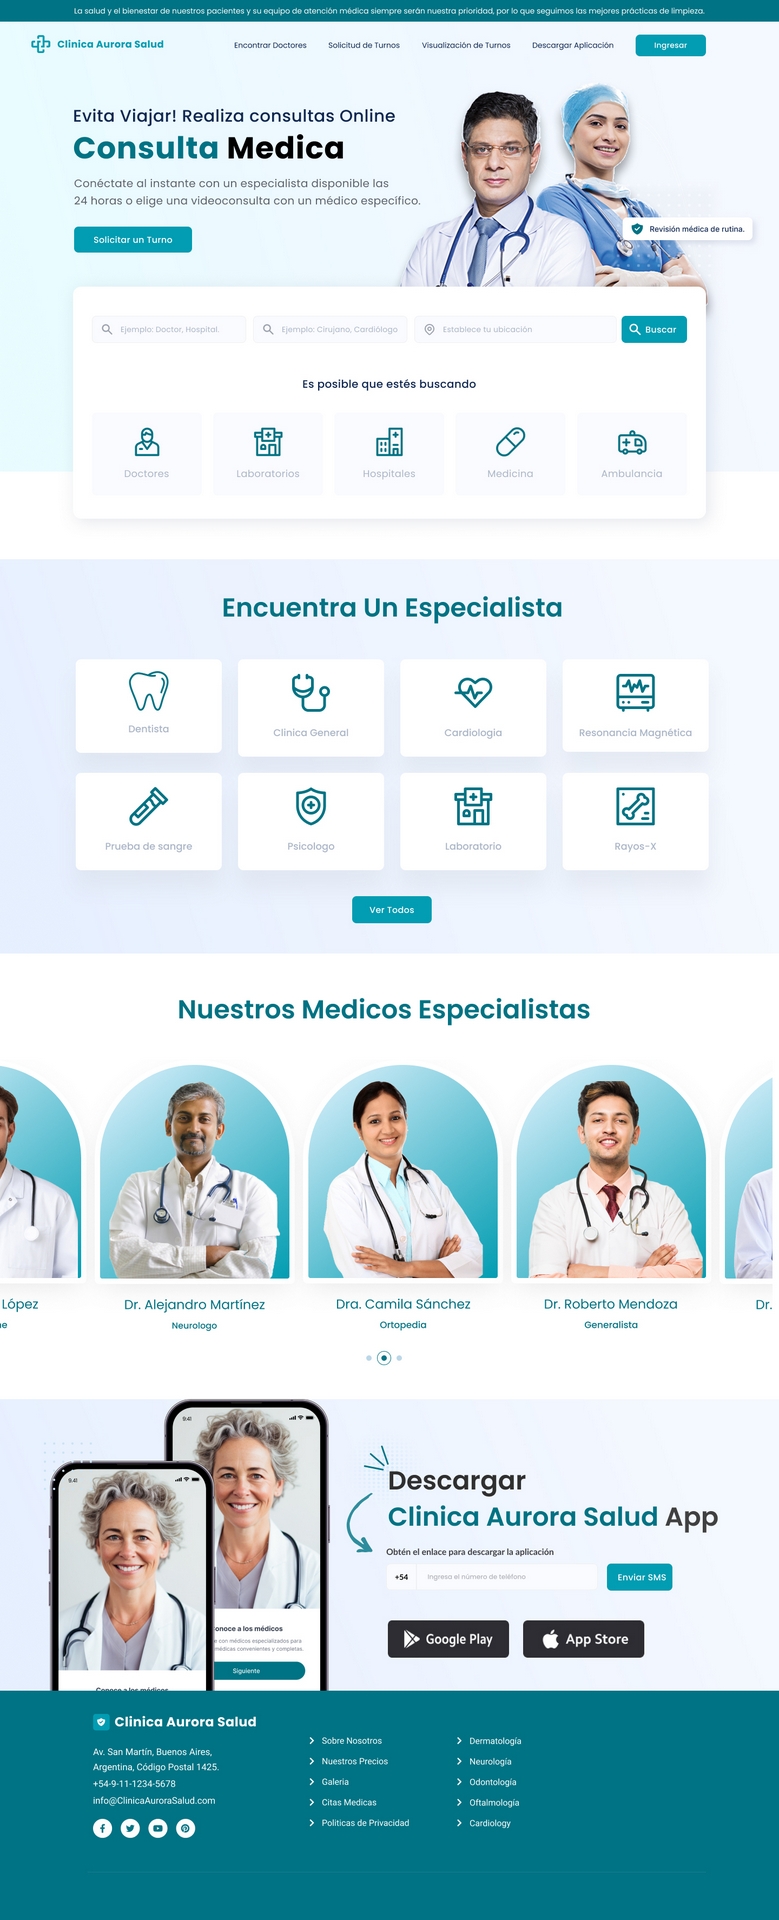 La salud y el bienestar de nuestros pacientes y su equipo de atención médica siempre serán nuestra prioridad, por lo que seguimos las mejores prácticas de limpieza.
Clinica Aurora Salud
Encontrar Doctores
Solicitud de Turnos
Visualización de Turnos
Descargar Aplicación
Ingresar
Evita Viajar! Realiza consultas Online
Consulta Medica
Conéctate al instante con un especialista disponible las
24 horas o elige una videoconsulta con un médico específico.
Solicitar un Turno
Revisión médica de rutina.
Ejemplo: Doctor, Hospital.
Ejemplo: Cirujano, Cardiólogo
Establece tu ubicación
Buscar
Es posible que estés buscando
Doctores
Laboratorios
Hospitales
Medicina
Ambulancia
Encuentra Un Especialista
Dentista
Clinica General
Cardiologia
Resonancia Magnética
Prueba de sangre
Psicologo
Laboratorio
Rayos-X
Ver Todos
Nuestros Medicos Especialistas
López
Dr. Alejandro Martínez
Neurologo
Dra. Camila Sánchez
Ortopedia
Dr. Roberto Mendoza
Generalista
Dr.
9:41
9:41
onoce a los médicos
e con médicos especializados para
médicas convenientes y completas.
Siguiente
Conoce a los médicos
Descargar
Clinica Aurora Salud App
Obtén el enlace para descargar la aplicación
+54
Ingresa el número de teléfono
Enviar SMS
Google Play
App Store
Clinica Aurora Salud
Av. San Martín, Buenos Aires,
Argentina, Código Postal 1425.
+54-9-11-1234-5678
info@ClinicaAuroraSalud.com
Sobre Nosotros
Nuestros Precios
Galeria
Citas Medicas
Politicas de Privacidad
Dermatología
Neurología
Odontología
Oftalmología
Cardiology